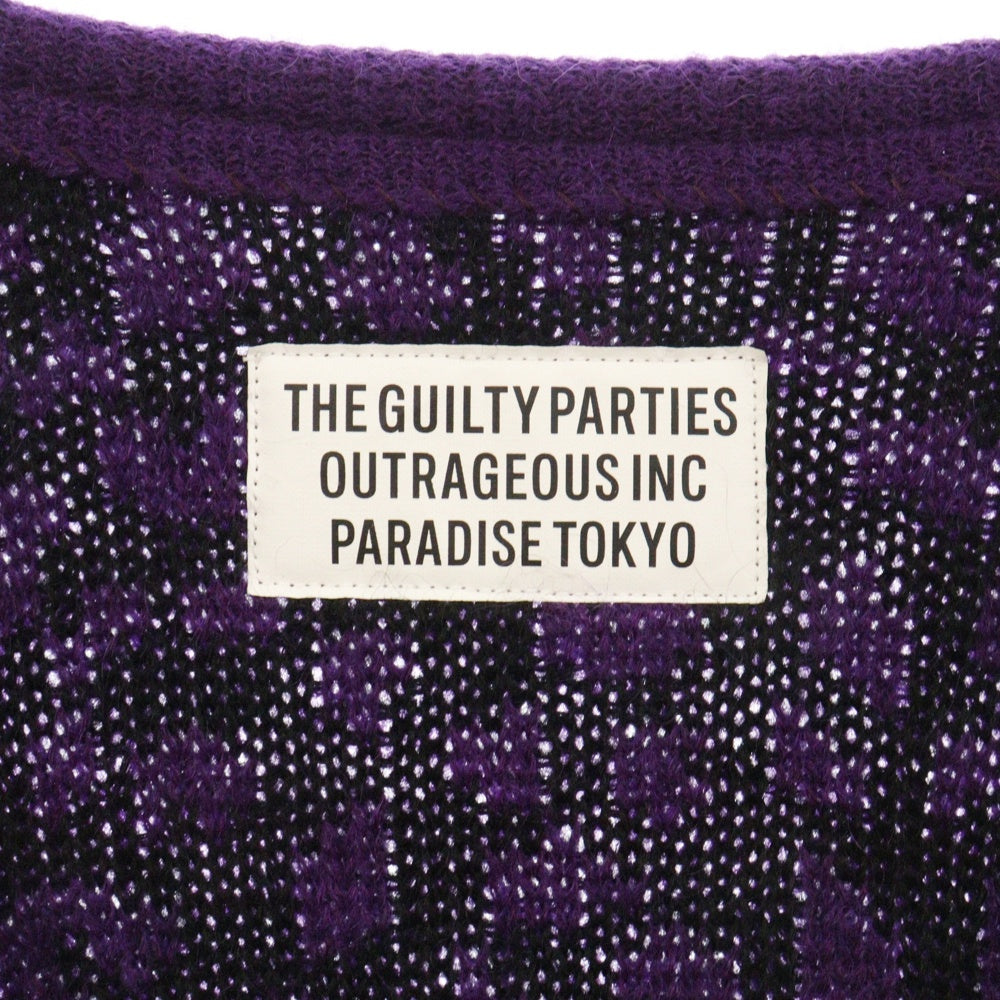 THE GUILTY PARTIES
OUTRAGEOUS INC
PARADISE TOKYO